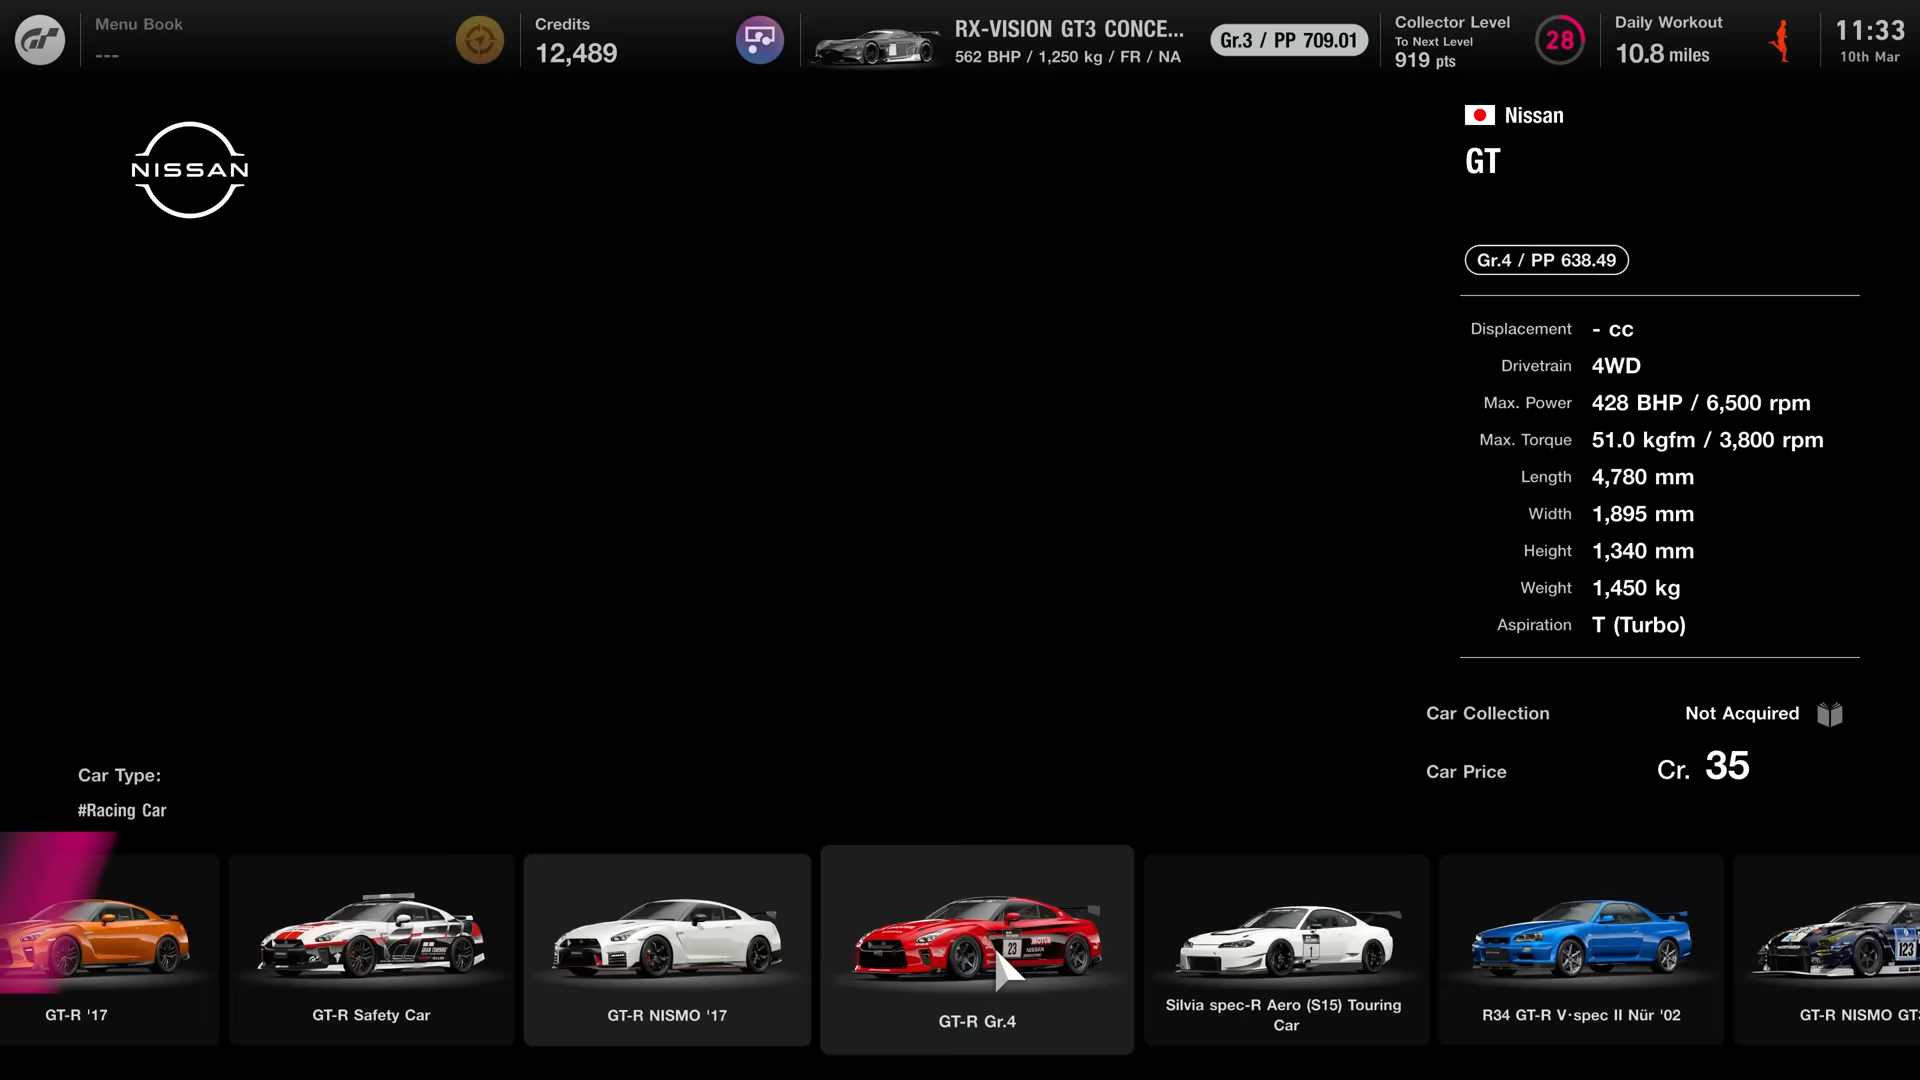 Menu Book
---
Credits
12,489
RX-VISION GT3 CONCE...
562 BHP / 1,250 kg / FR / NA
Gr.3 / PP 709.01
Collector Level
To Next Level
919 pts
28
Daily Workout
10.8 miles
11:33
10th Mar
NISSAN
Nissan
GT
Gr.4 / PP 638.49
Displacement - cc
Drivetrain 4WD
Max. Power 428 BHP / 6,500 rpm
Max. Torque 51.0 kgfm / 3,800 rpm
Length 4,780 mm
Width 1,895 mm
Height 1,340 mm
Weight 1,450 kg
Aspiration T (Turbo)
Car Collection Not Acquired
Car Price Cr. 35
Car Type:
#Racing Car
23
MOTUL
NISSAN
1
123
GT-R '17
GT-R Safety Car
GT-R NISMO '17
GT-R Gr.4
Silvia spec-R Aero (S15) Touring
Car
R34 GT-R V·spec II Nür '02
GT-R NISMO GT3